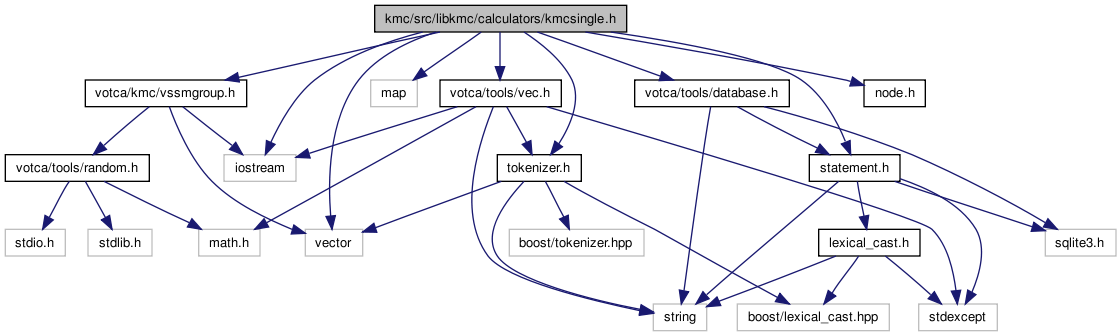 kmc/src/libkmc/calculators/kmcsingle.h
votca/kmc/vssmgroup.h
map
votca/tools/vec.h
votca/tools/database.h
node.h
votca/tools/random.h
iostream
tokenizer.h
statement.h
stdio.h
stdlib.h
math.h
vector
boost/tokenizer.hpp
lexical_cast.h
sqlite3.h
string
boost/lexical_cast.hpp
stdexcept